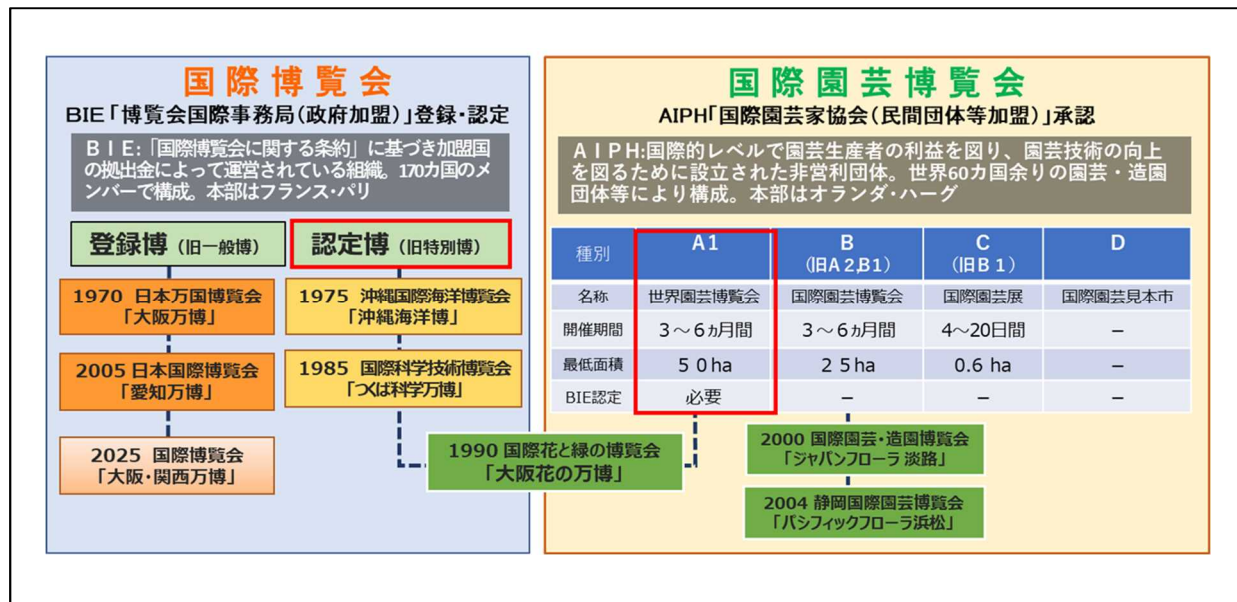 国際博覧会
BIE「博覧会国際事務局(政府加盟)」登録・認定
BIE:「国際博覧会に関する条約」に基づき加盟国
の拠出金によって運営されている組織。170カ国のメ
ンバーで構成。本部はフランス・パリ
登録博 (旧一般博)
認定博 (旧特別博)
1970 日本万国博覧会
「大阪万博」
1975 沖縄国際海洋博覧会
「沖縄海洋博」
2005 日本国際博覧会
「愛知万博」
1985 国際科学技術博覧会
「つくば科学万博」
2025 国際博覧会
「大阪・関西万博」
1990 国際花と緑の博覧会
「大阪花の万博」
国際園芸博覧会
AIPH「国際園芸家協会(民間団体等加盟)」承認
AIPH:国際的レベルで園芸生産者の利益を図り、園芸技術の向上
を図るために設立された非営利団体。世界60カ国余りの園芸・造園
団体等により構成。本部はオランダ・ハーグ
種別 A1 B (旧A2,B1) C (旧B1) D
名称 世界園芸博覧会 国際園芸博覧会 国際園芸展 国際園芸見本市
開催期間 3~6ヵ月間 3~6ヵ月間 4~20日間 −
最低面積 50ha 25ha 0.6 ha −
BIE認定 必要 − − −
2000 国際園芸・造園博覧会
「ジャパンフローラ 淡路」
2004 静岡国際園芸博覧会
「パシフィックフローラ浜松」